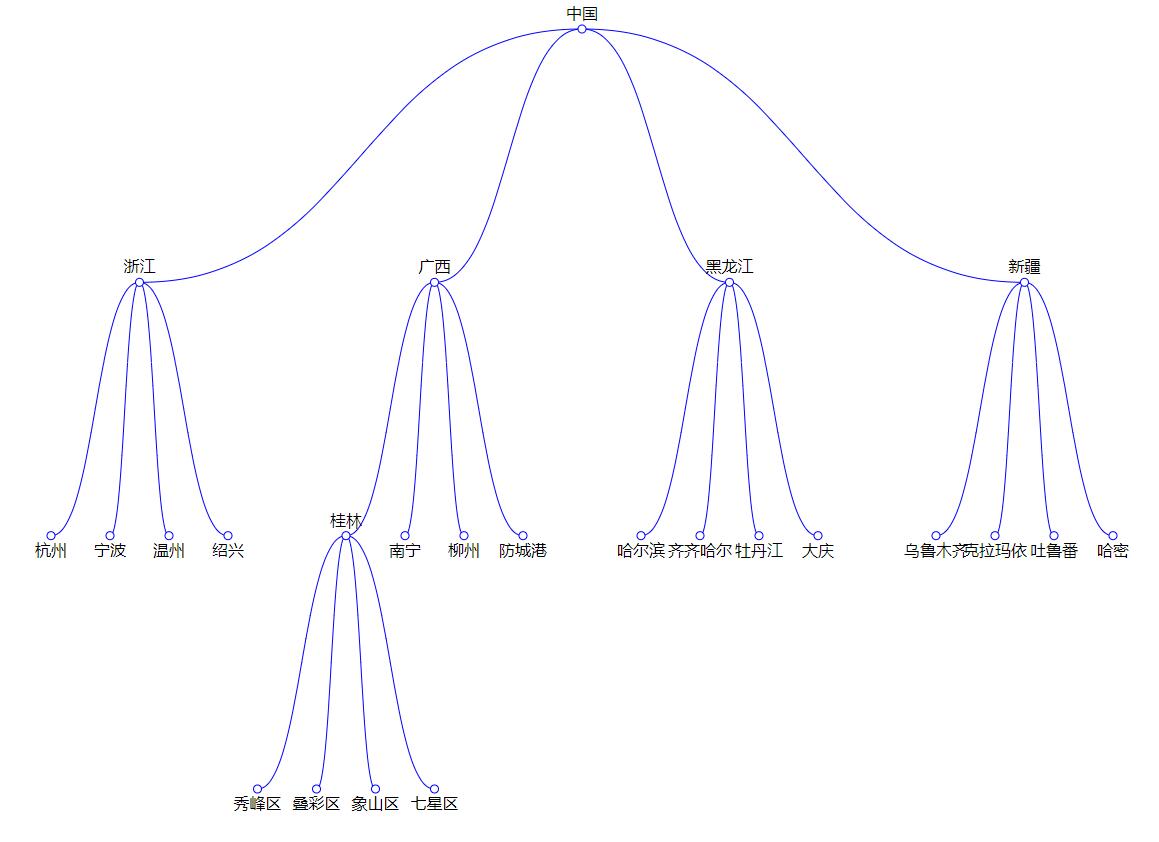 中国
浙江
广西
黑龙江
新疆
桂林
杭州
宁波
温州
绍兴
南宁
柳州
防城港
哈尔滨
齐齐哈尔
牡丹江
大庆
乌鲁木齐
克拉玛依
吐鲁番
哈密
秀峰区
叠彩区
象山区
七星区